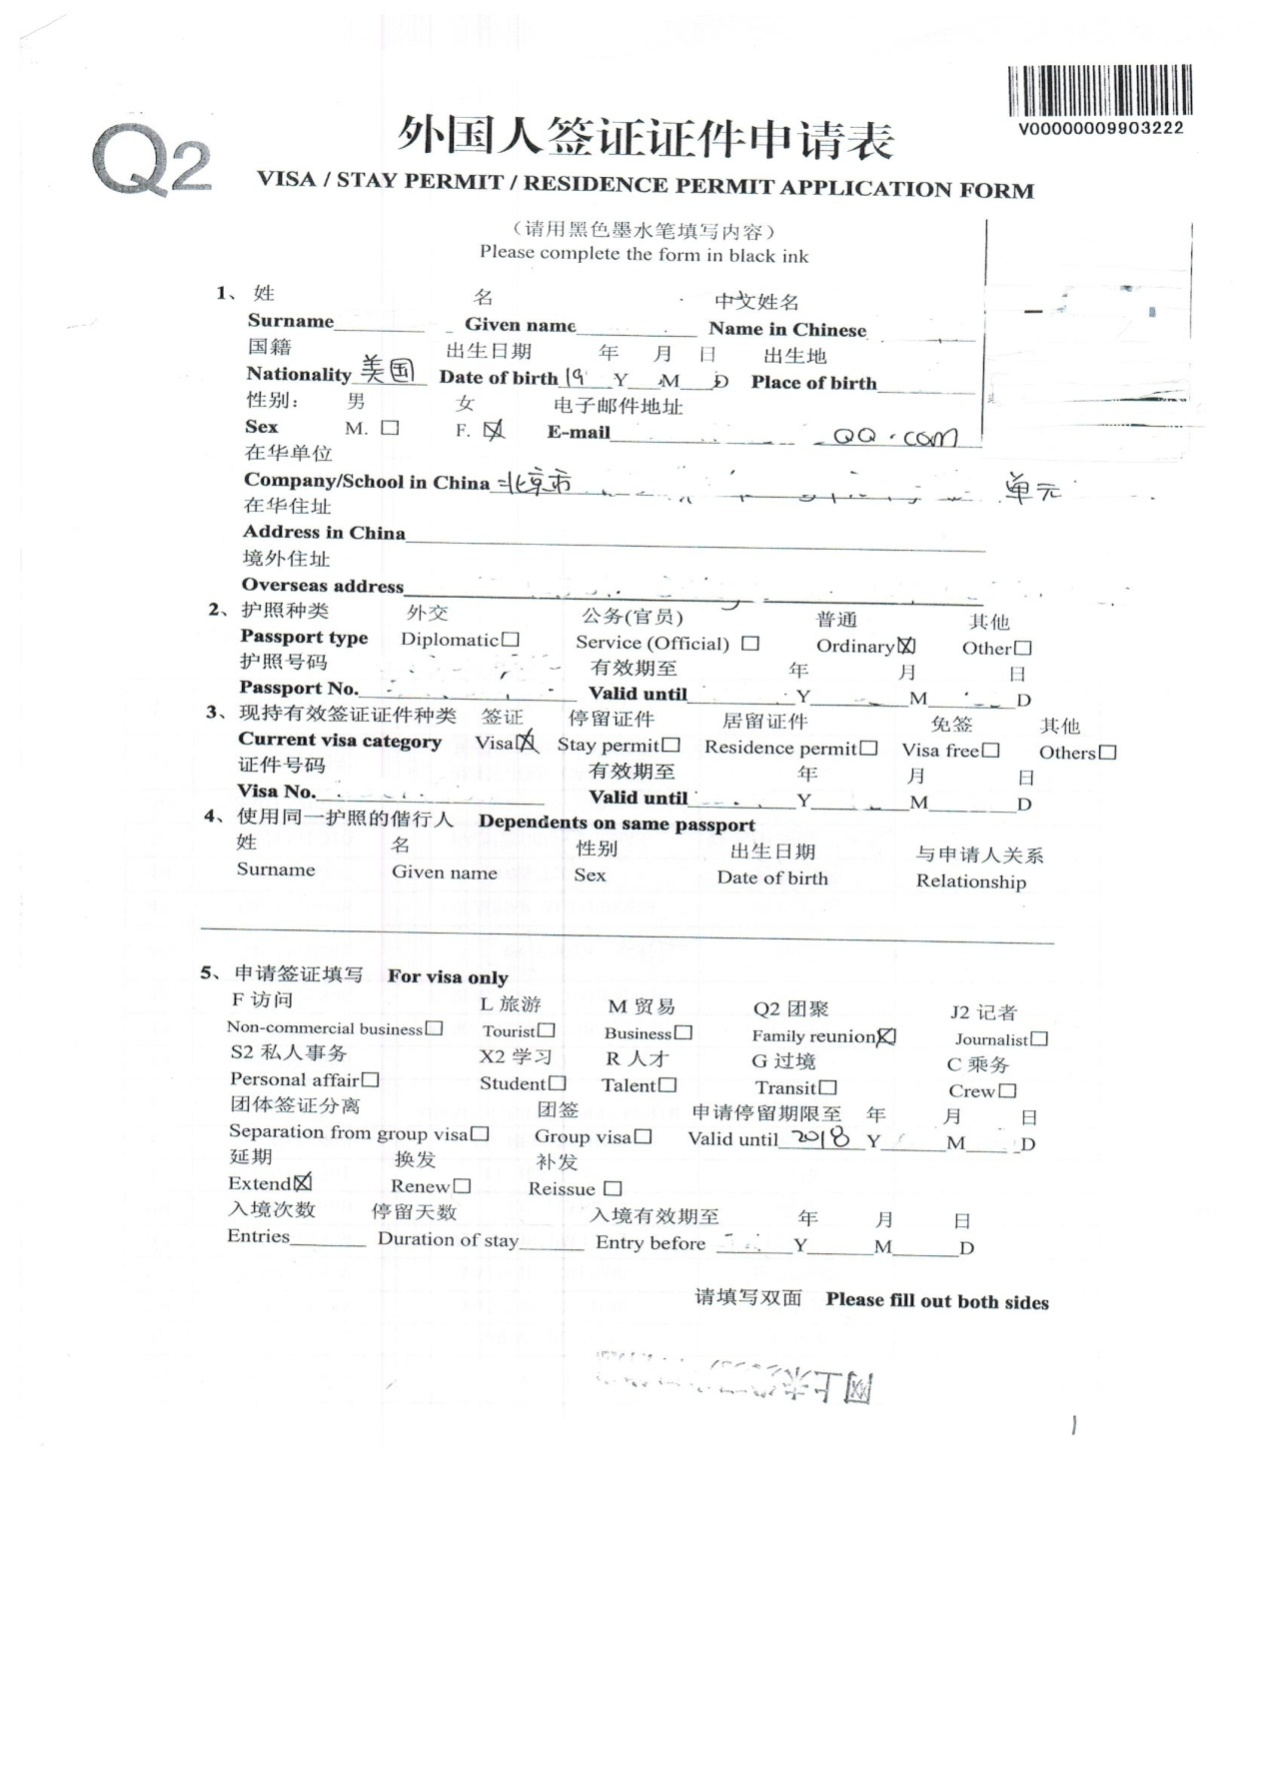 V00000009903222
Q2
外国人签证证件申请表
VISA / STAY PERMIT / RESIDENCE PERMIT APPLICATION FORM
(请用黑色墨水笔填写内容)
Please complete the form in black ink
1、姓 名 中文姓名
Surname Given name Name in Chinese
国籍 出生日期 年 月 日 出生地
Nationality 美国 Date of birth 19 Y M D Place of birth
性别: 男 女 电子邮件地址
Sex M. □ F. ☒ E-mail QQ.com
在华单位
Company/School in China 北京市 单元
在华住址
Address in China
境外住址
Overseas address
2、护照种类 外交 公务(官员) 普通 其他
Passport type Diplomatic□ Service (Official) □ Ordinary☒ Other□
护照号码 有效期至 年 月 日
Passport No. Valid until Y M D
3、现持有效签证证件种类 签证 停留证件 居留证件 免签 其他
Current visa category Visa☒ Stay permit□ Residence permit□ Visa free□ Others□
证件号码 有效期至 年 月 日
Visa No. Valid until Y M D
4、使用同一护照的偕行人 Dependents on same passport
姓 名 性别 出生日期 与申请人关系
Surname Given name Sex Date of birth Relationship
5、申请签证填写 For visa only
F 访问 L 旅游 M 贸易 Q2 团聚 J2 记者
Non-commercial business□ Tourist□ Business□ Family reunion☒ Journalist□
S2 私人事务 X2 学习 R 人才 G 过境 C 乘务
Personal affair□ Student□ Talent□ Transit□ Crew□
团体签证分离 团签 申请停留期限至 年 月 日
Separation from group visa□ Group visa□ Valid until 2018 Y M D
延期 换发 补发
Extend☒ Renew□ Reissue □
入境次数 停留天数 入境有效期至 年 月 日
Entries Duration of stay Entry before Y M D
请填写双面 Please fill out both sides
网上